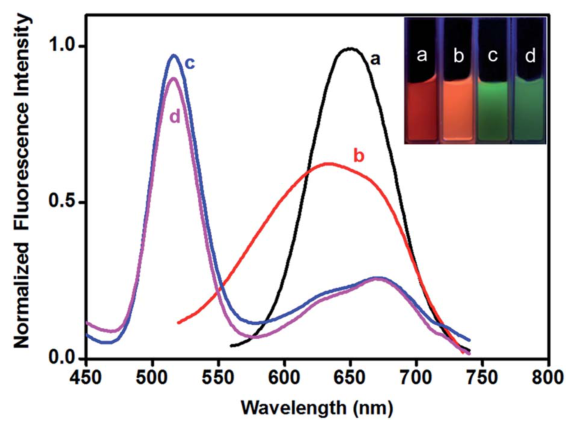 Normalized Fluorescence Intensity
1.0
0.5
0.0
a
b
c
d
a b c d
450 500 550 600 650 700 750 800
Wavelength (nm)